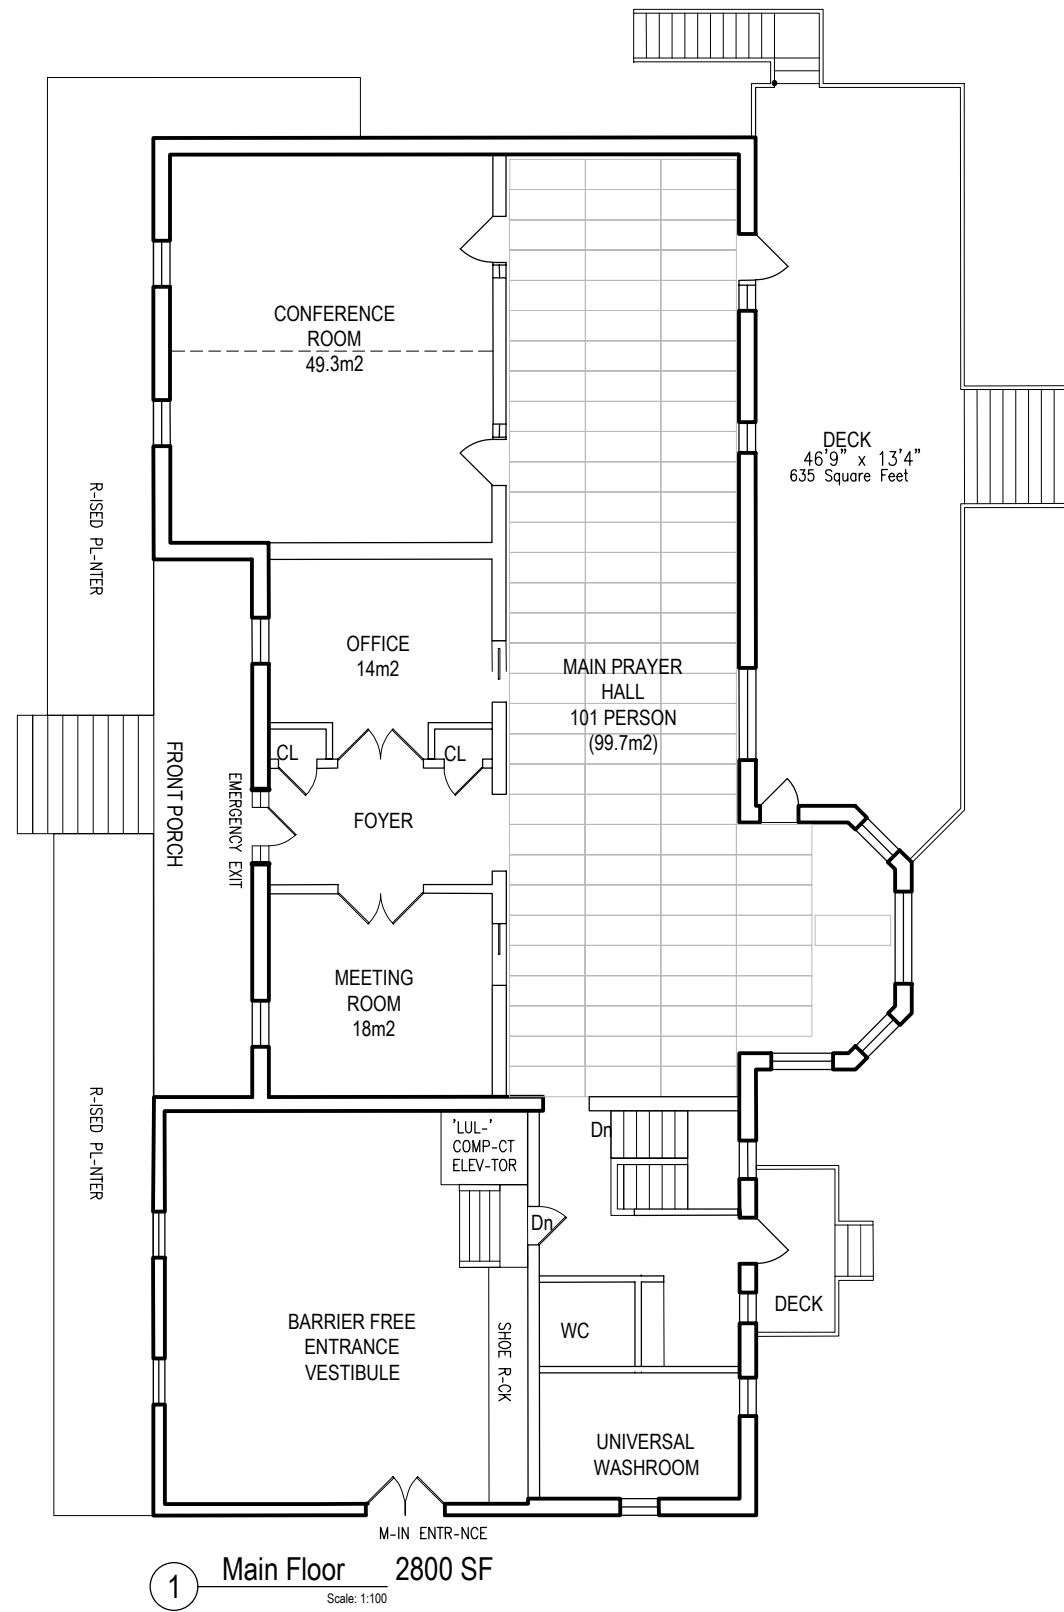 CONFERENCE
ROOM
49.3m2
DECK
46'9" x 13'4"
635 Square Feet
R-ISED PL-NTER
OFFICE
14m2
MAIN PRAYER
HALL
101 PERSON
(99.7m2)
CL
CL
FRONT PORCH
EMERGENCY EXIT
FOYER
MEETING
ROOM
18m2
R-ISED PL-NTER
'LUL-'
COMP-CT
ELEV-TOR
Dn
Dn
DECK
BARRIER FREE
ENTRANCE
VESTIBULE
SHOE R-CK
WC
UNIVERSAL
WASHROOM
M-IN ENTR-NCE
1 Main Floor 2800 SF
Scale: 1:100